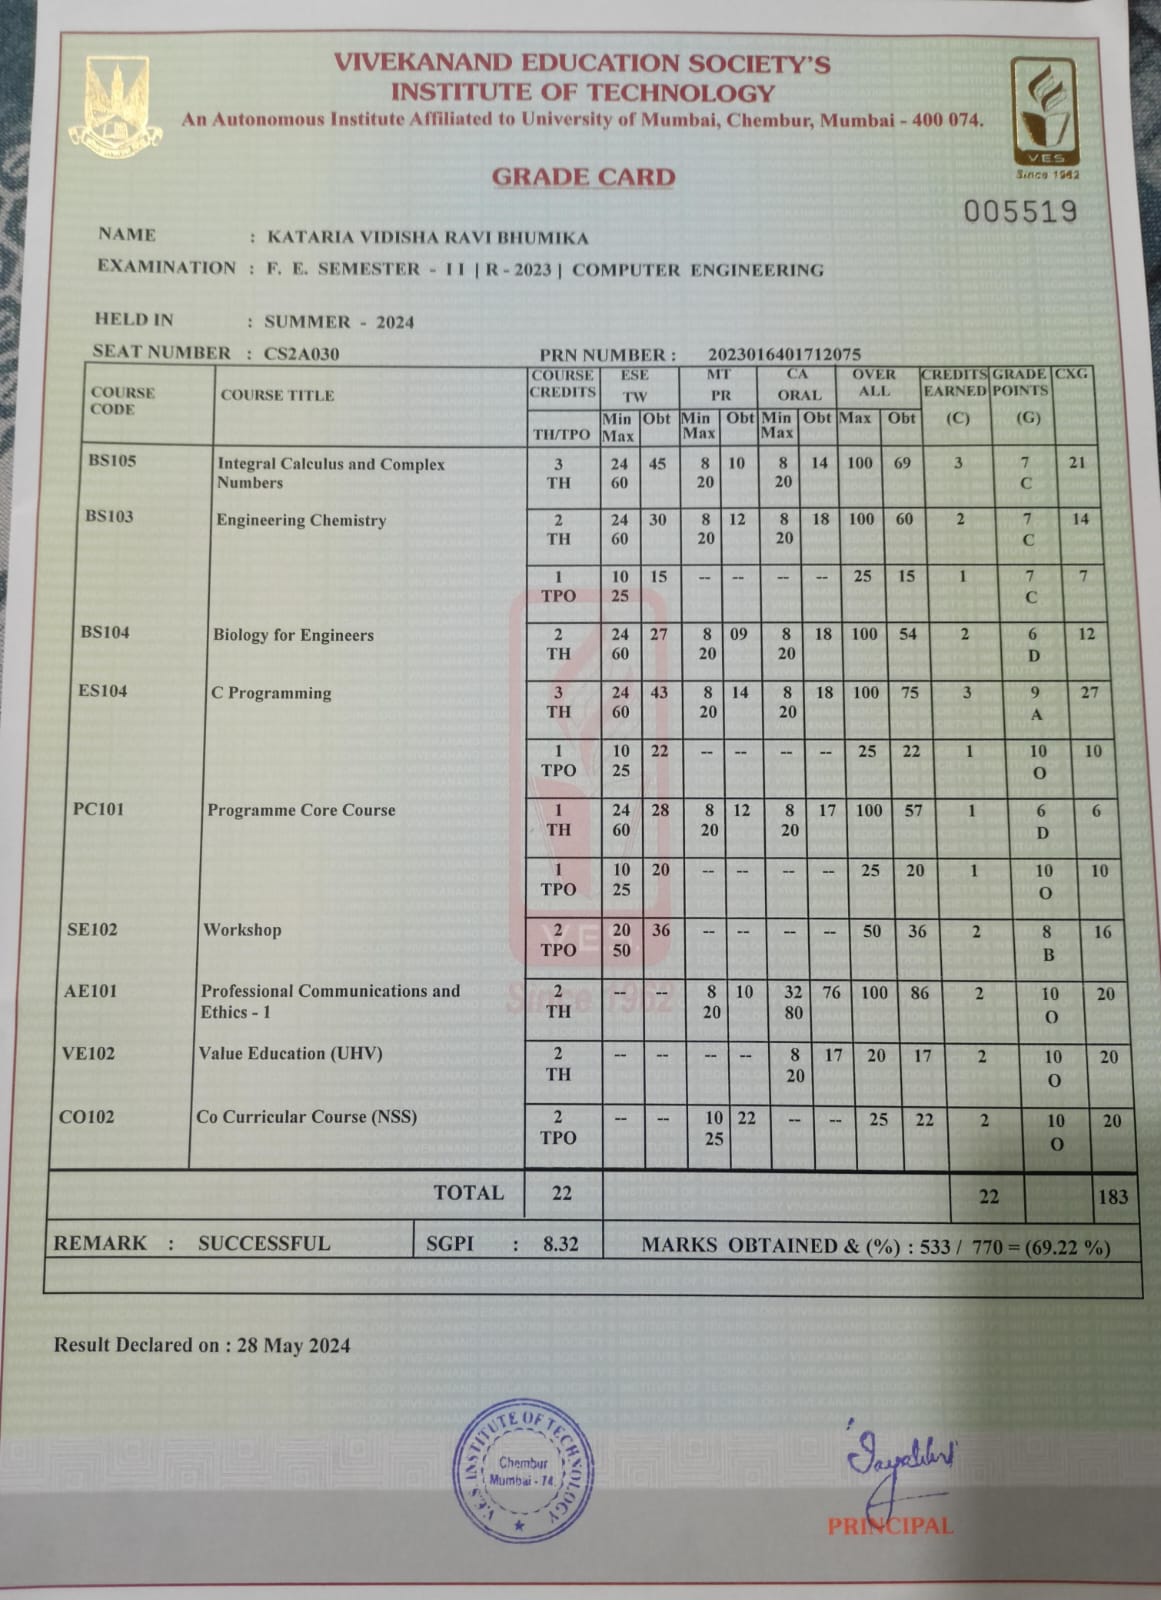 VIVEKANAND EDUCATION SOCIETY'S
INSTITUTE OF TECHNOLOGY
An Autonomous Institute Affiliated to University of Mumbai, Chembur, Mumbai - 400 074.
VES
Since 1962
GRADE CARD
005519
NAME : KATARIA VIDISHA RAVI BHUMIKA
EXAMINATION : F. E. SEMESTER - II | R - 2023 | COMPUTER ENGINEERING
HELD IN : SUMMER - 2024
SEAT NUMBER : CS2A030 PRN NUMBER : 2023016401712075
COURSE CODE COURSE TITLE COURSE CREDITS ESE MT CA OVER ALL CREDITS EARNED GRADE POINTS CXG
TW PR ORAL
TH/TPO Min Max Obt Min Max Obt Min Max Obt Max Obt (C) (G)
BS105 Integral Calculus and Complex 3 24 45 8 10 8 14 100 69 3 7 21
Numbers TH 60 20 20 C
BS103 Engineering Chemistry 2 24 30 8 12 8 18 100 60 2 7 14
TH 60 20 20 C
1 10 15 -- -- -- -- 25 15 1 7 7
TPO 25 C
BS104 Biology for Engineers 2 24 27 8 09 8 18 100 54 2 6 12
TH 60 20 20 D
ES104 C Programming 3 24 43 8 14 8 18 100 75 3 9 27
TH 60 20 20 A
1 10 22 -- -- -- -- 25 22 1 10 10
TPO 25 O
PC101 Programme Core Course 1 24 28 8 12 8 17 100 57 1 6 6
TH 60 20 20 D
1 10 20 -- -- -- -- 25 20 1 10 10
TPO 25 O
SE102 Workshop 2 20 36 -- -- -- -- 50 36 2 8 16
TPO 50 B
AE101 Professional Communications and 2 -- -- 8 10 32 76 100 86 2 10 20
Ethics - 1 TH 20 80 O
VE102 Value Education (UHV) 2 -- -- -- -- 8 17 20 17 2 10 20
TH 20 O
CO102 Co Curricular Course (NSS) 2 -- -- 10 22 -- -- 25 22 2 10 20
TPO 25 O
VES
Since 1962
TOTAL 22 22 183
REMARK : SUCCESSFUL SGPI : 8.32 MARKS OBTAINED & (%) : 533 / 770 = (69.22 %)
Result Declared on : 28 May 2024
V.E.S. INSTITUTE OF TECHNOLOGY
Chembur
Mumbai - 74.
PRINCIPAL